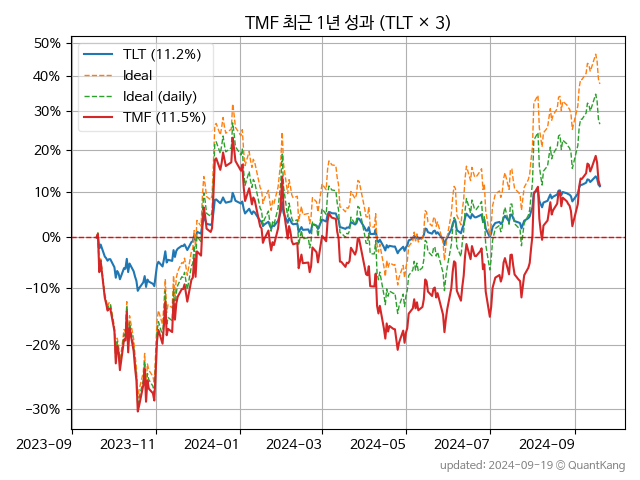 TMF 최근 1년 성과 (TLT × 3)
50%
40%
30%
20%
10%
0%
−10%
−20%
−30%
TLT (11.2%)
Ideal
Ideal (daily)
TMF (11.5%)
2023-09
2023-11
2024-01
2024-03
2024-05
2024-07
2024-09
updated: 2024-09-19 © QuantKang